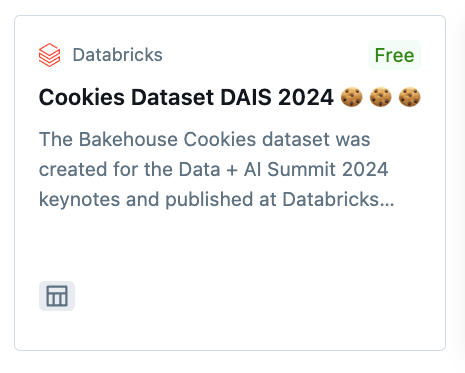 Databricks
Free
Cookies Dataset DAIS 2024 🍪 🍪 🍪
The Bakehouse Cookies dataset was
created for the Data + AI Summit 2024
keynotes and published at Databricks...